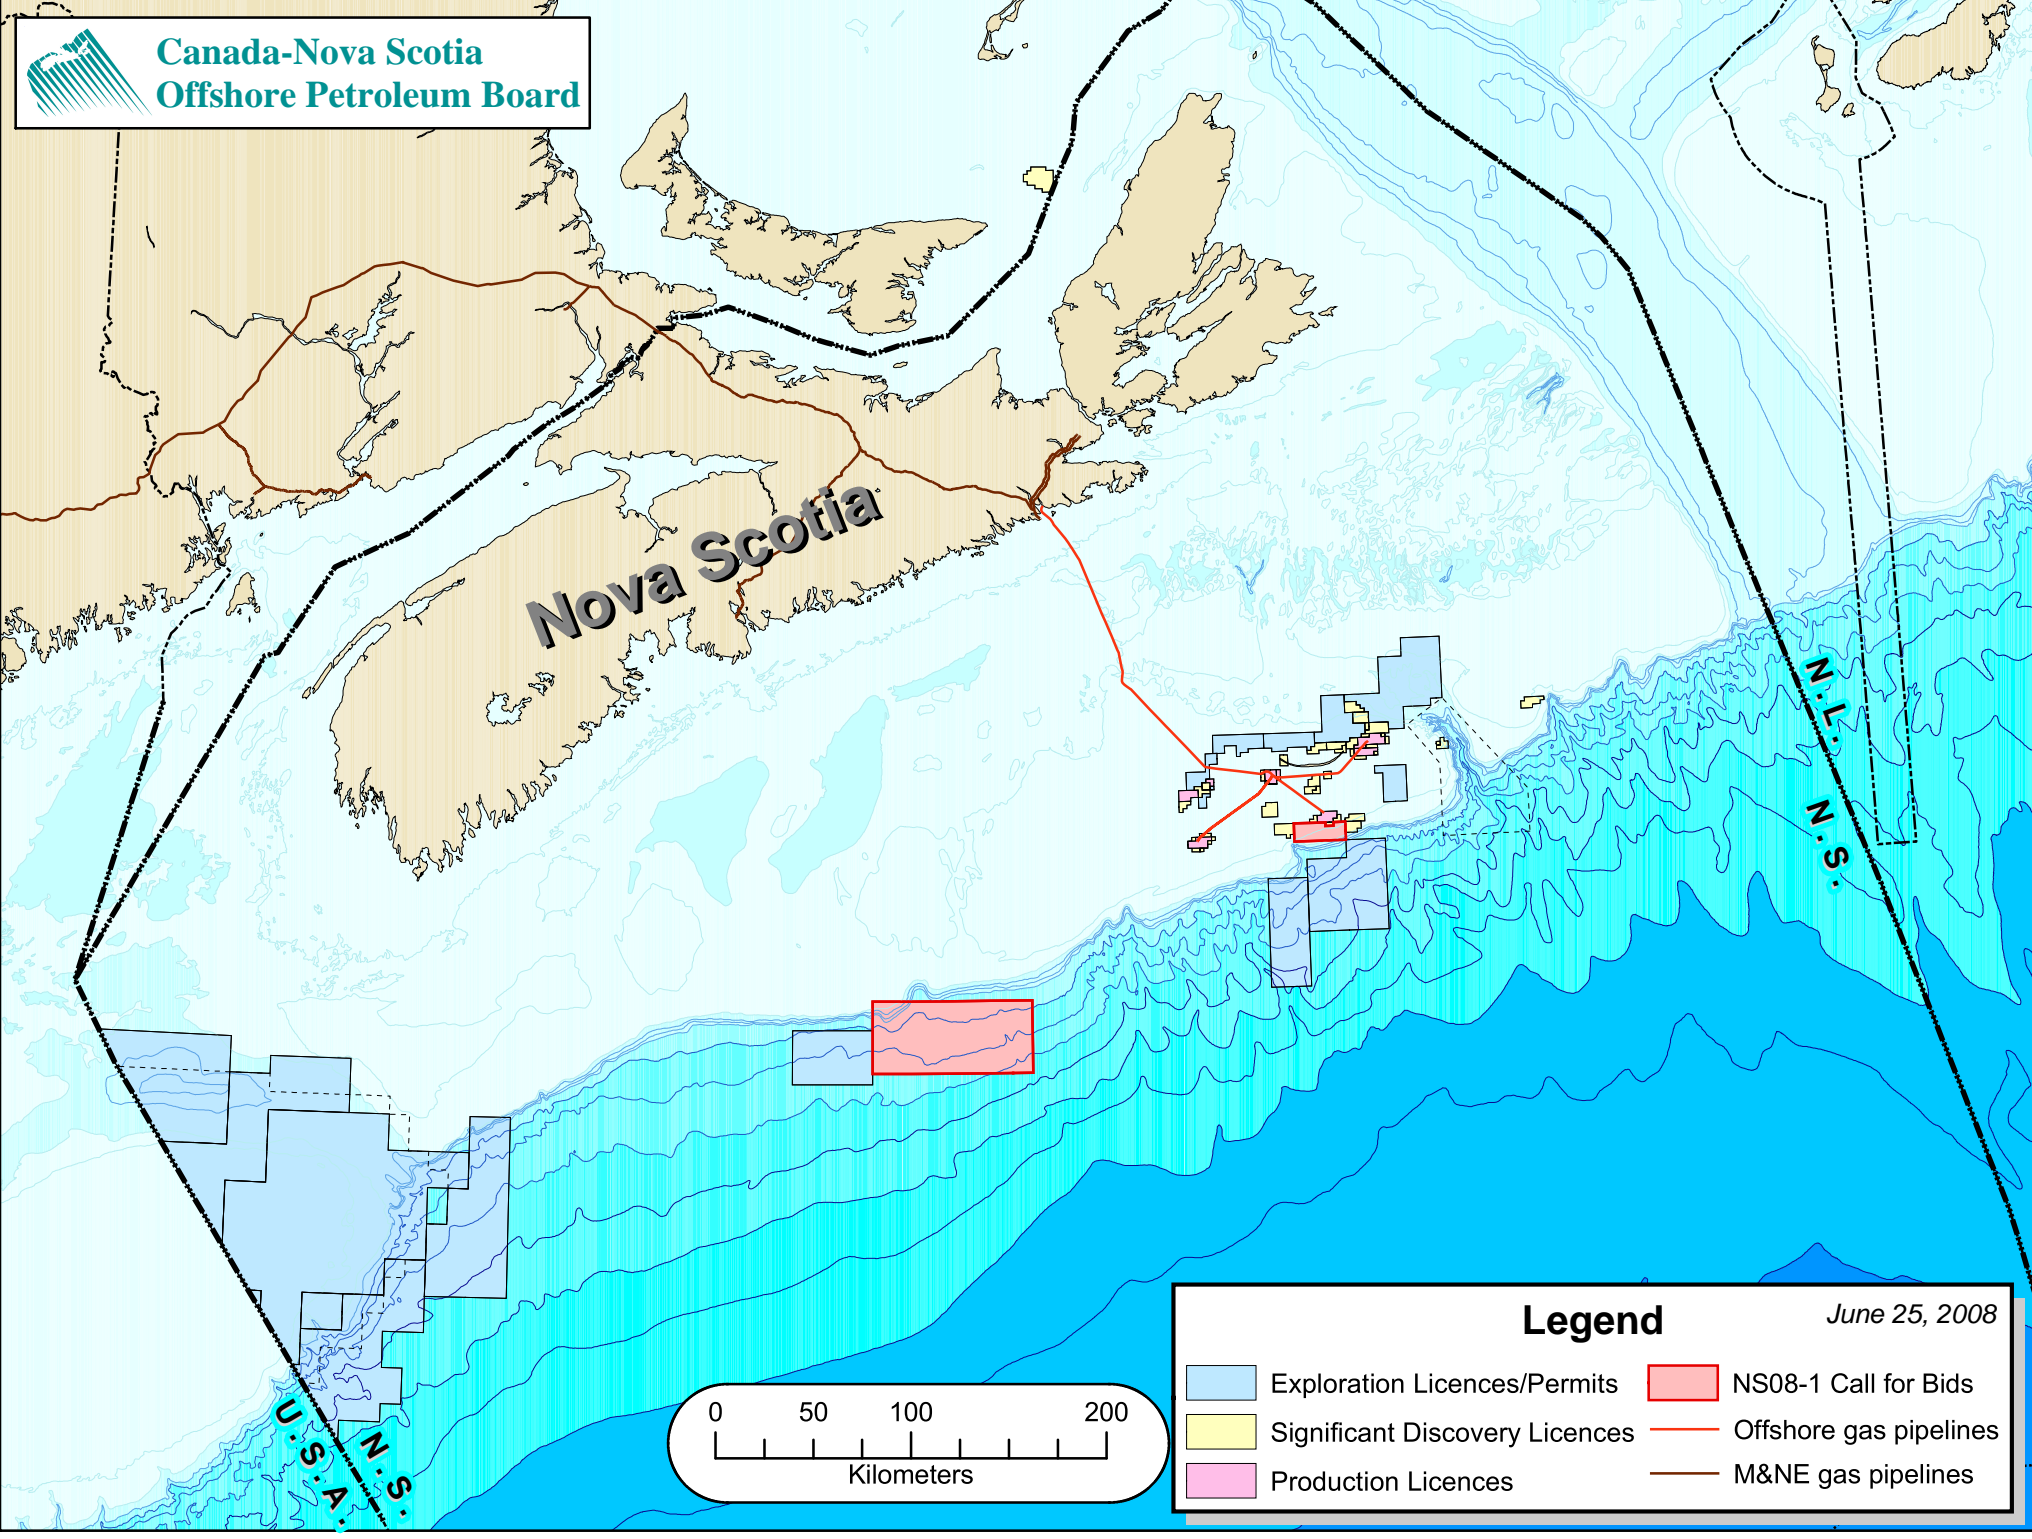 Canada-Nova Scotia
Offshore Petroleum Board
Nova Scotia
N.L.
N.S.
U.S.A.
N.S.
0 50 100 200
Kilometers
Legend
June 25, 2008
Exploration Licences/Permits
Significant Discovery Licences
Production Licences
NS08-1 Call for Bids
Offshore gas pipelines
M&NE gas pipelines